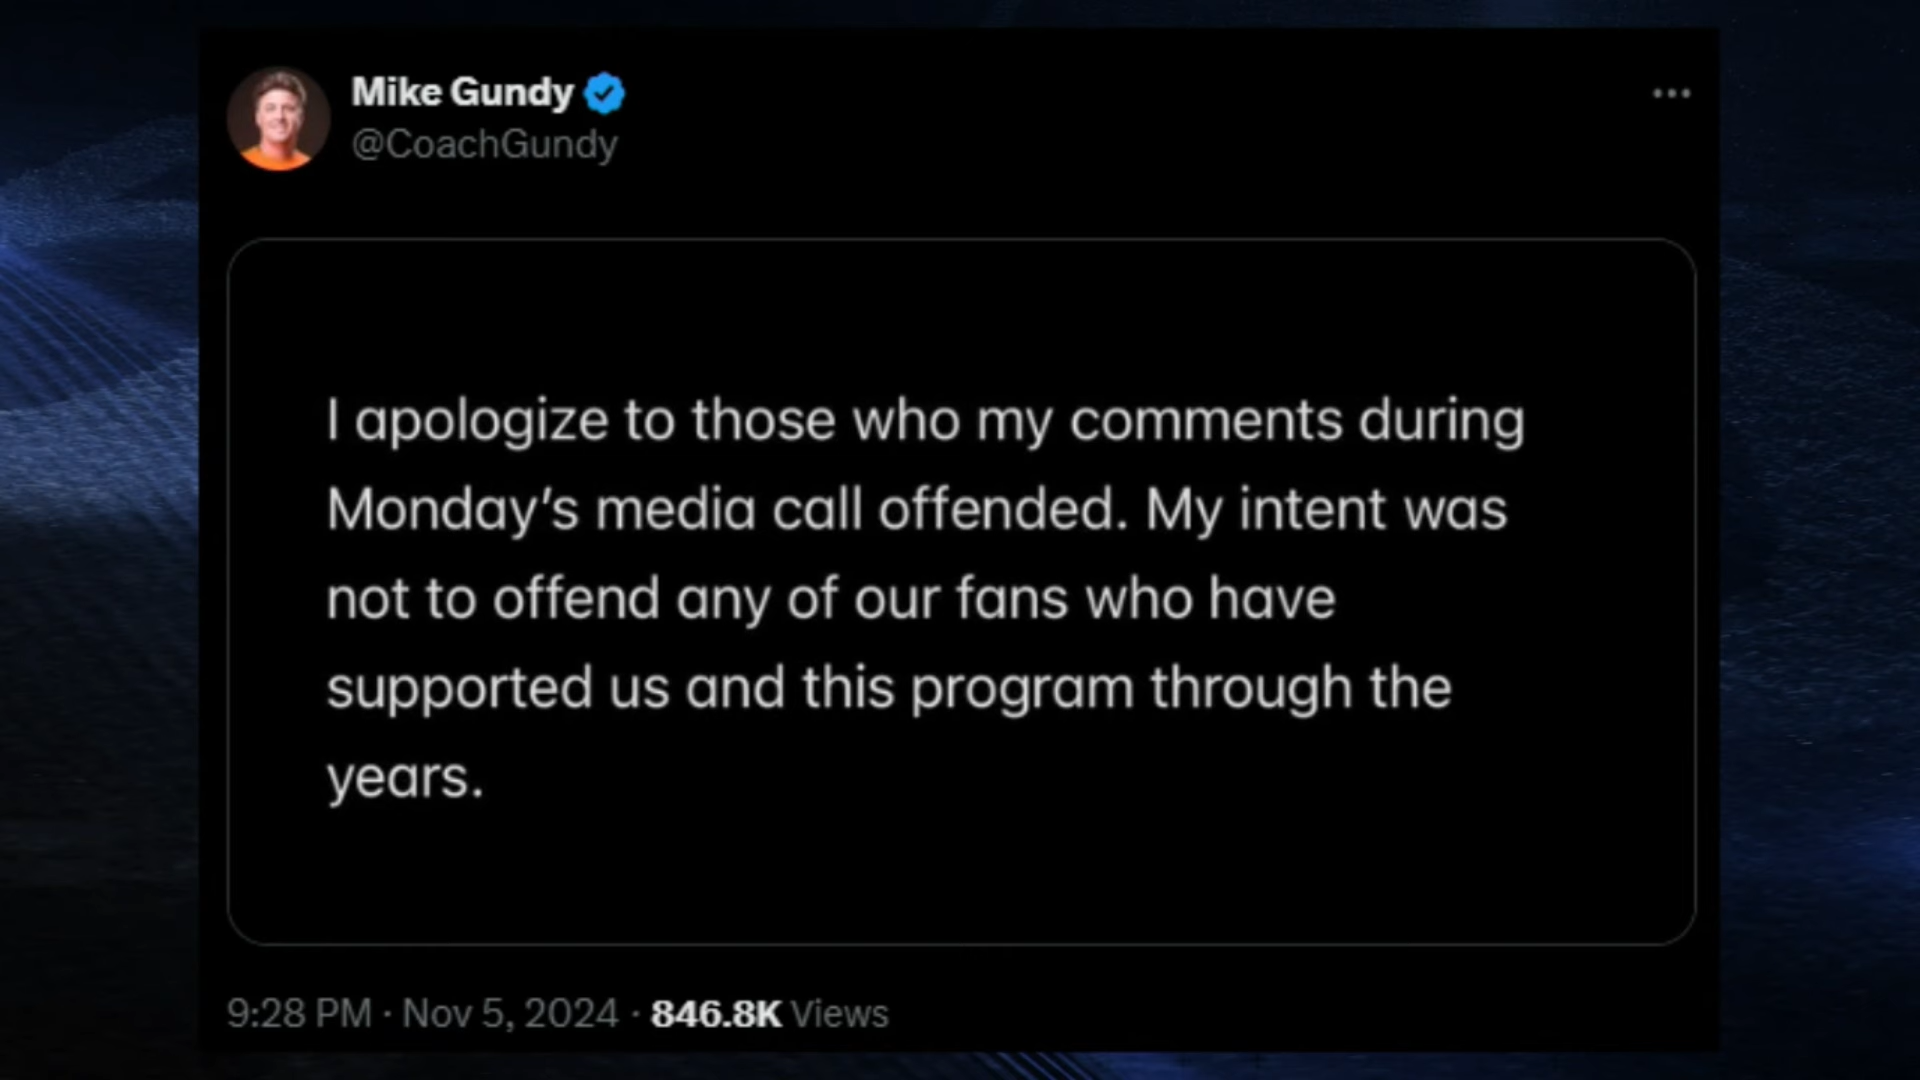 Mike Gundy
@CoachGundy
I apologize to those who my comments during
Monday's media call offended. My intent was
not to offend any of our fans who have
supported us and this program through the
years.
9:28 PM · Nov 5, 2024 · 846.8K Views